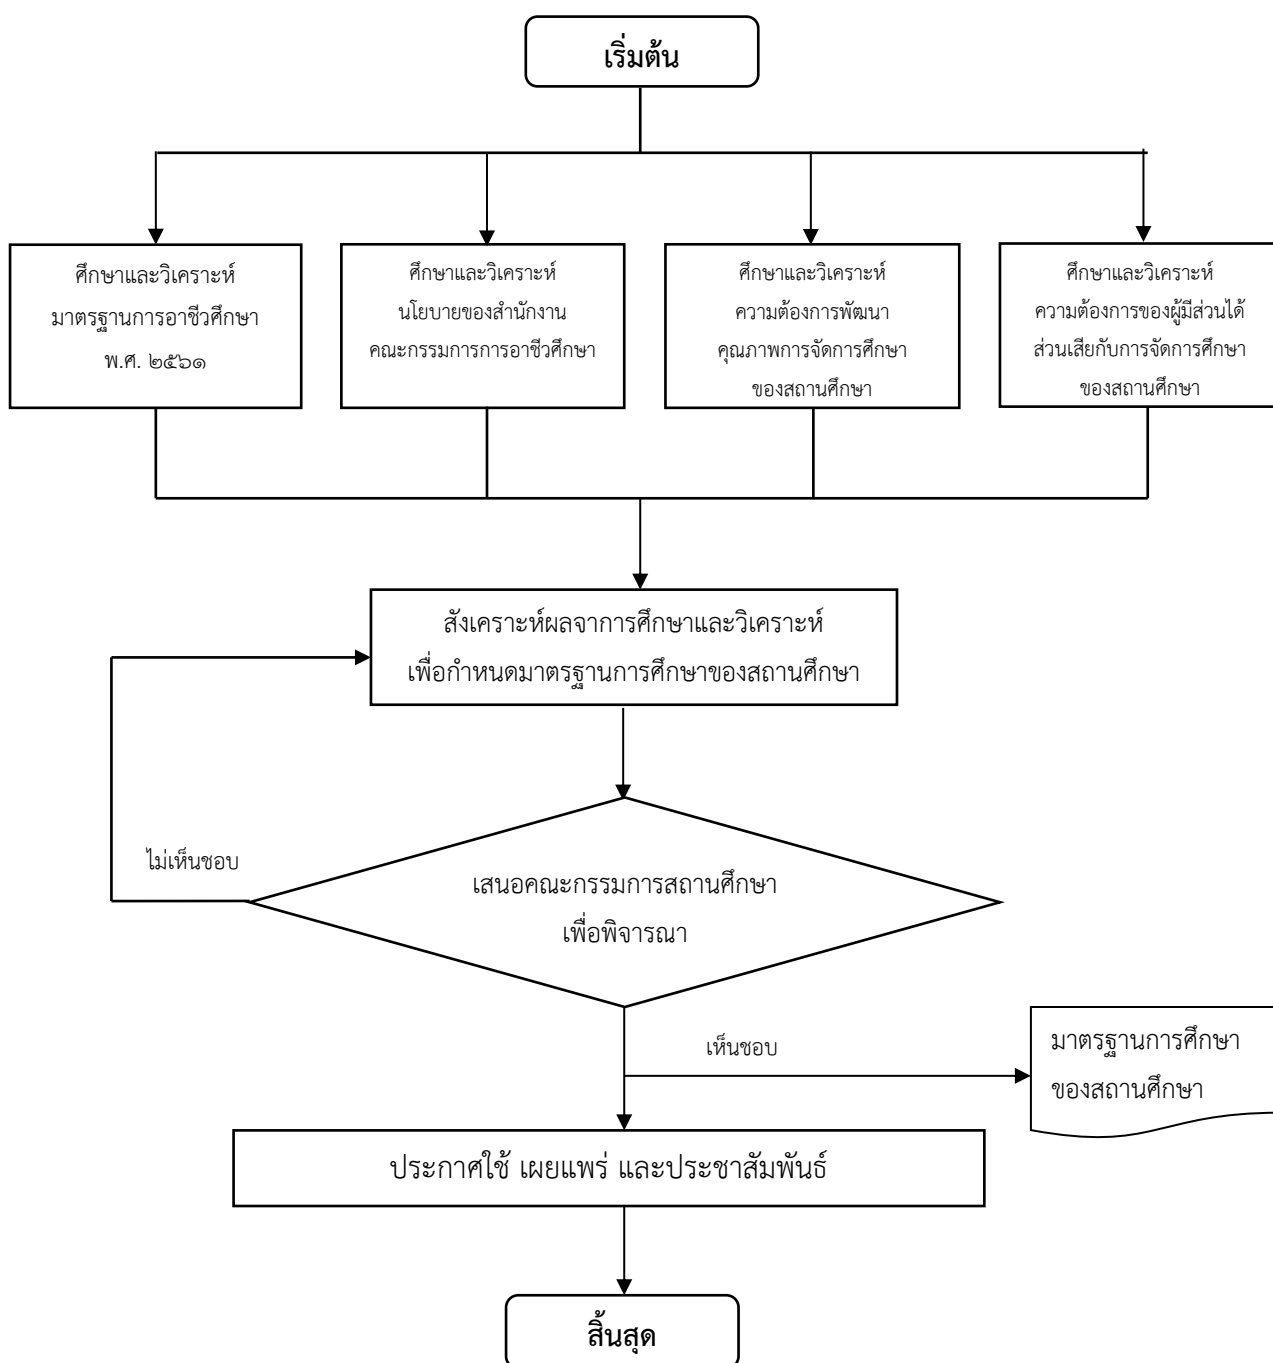 เริ่มต้น
ศึกษาและวิเคราะห์
มาตรฐานการอาชีวศึกษา
พ.ศ. ๒๕๖๑
ศึกษาและวิเคราะห์
นโยบายของสำนักงาน
คณะกรรมการการอาชีวศึกษา
ศึกษาและวิเคราะห์
ความต้องการพัฒนา
คุณภาพการจัดการศึกษา
ของสถานศึกษา
ศึกษาและวิเคราะห์
ความต้องการของผู้มีส่วนได้
ส่วนเสียกับการจัดการศึกษา
ของสถานศึกษา
สังเคราะห์ผลจาการศึกษาและวิเคราะห์
เพื่อกำหนดมาตรฐานการศึกษาของสถานศึกษา
ไม่เห็นชอบ
เสนอคณะกรรมการสถานศึกษา
เพื่อพิจารณา
เห็นชอบ
มาตรฐานการศึกษา
ของสถานศึกษา
ประกาศใช้ เผยแพร่ และประชาสัมพันธ์
สิ้นสุด